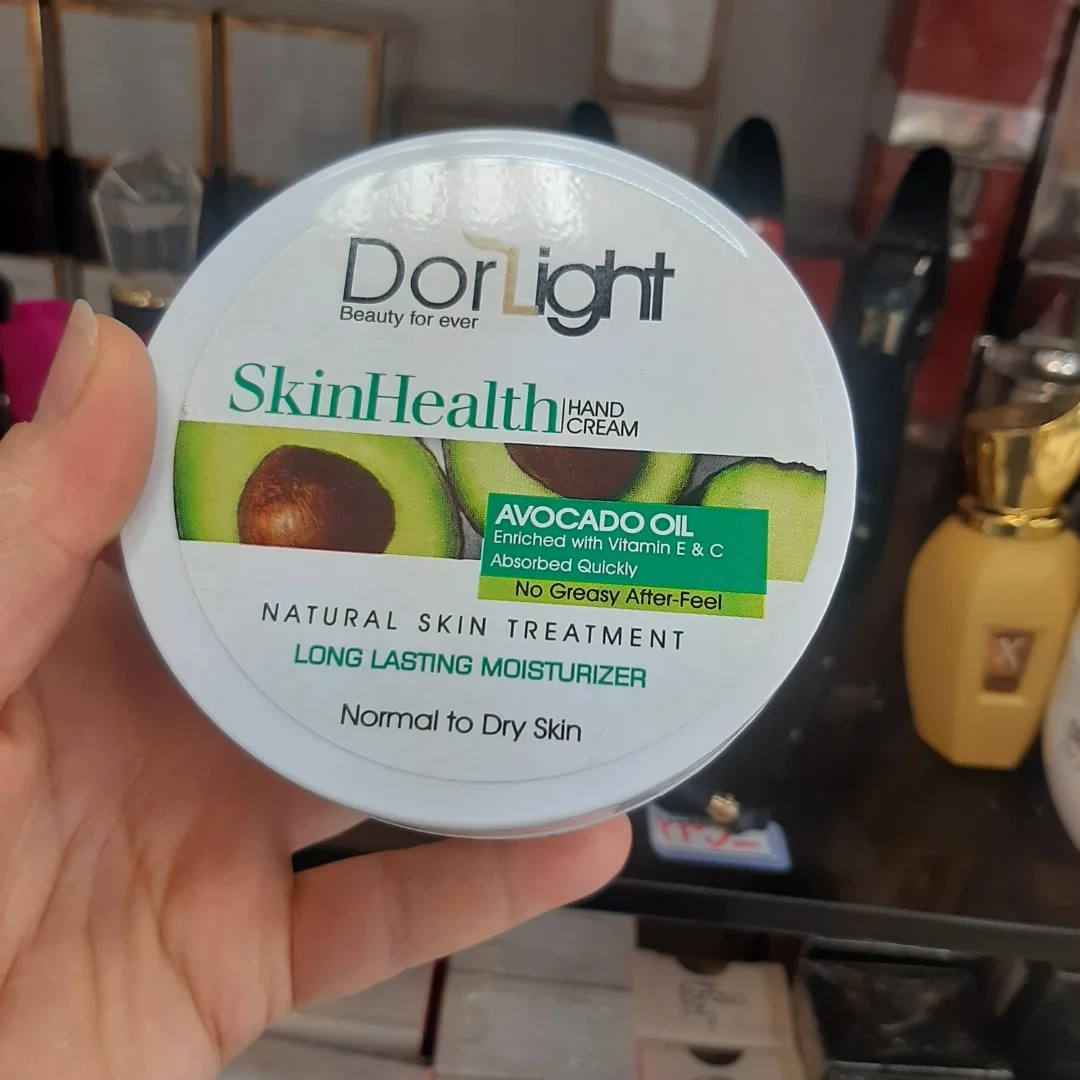 DorLight
Beauty for ever
SkinHealth
HAND
CREAM
AVOCADO OIL
Enriched with Vitamin E & C
Absorbed Quickly
No Greasy After-Feel
NATURAL SKIN TREATMENT
LONG LASTING MOISTURIZER
Normal to Dry Skin
X